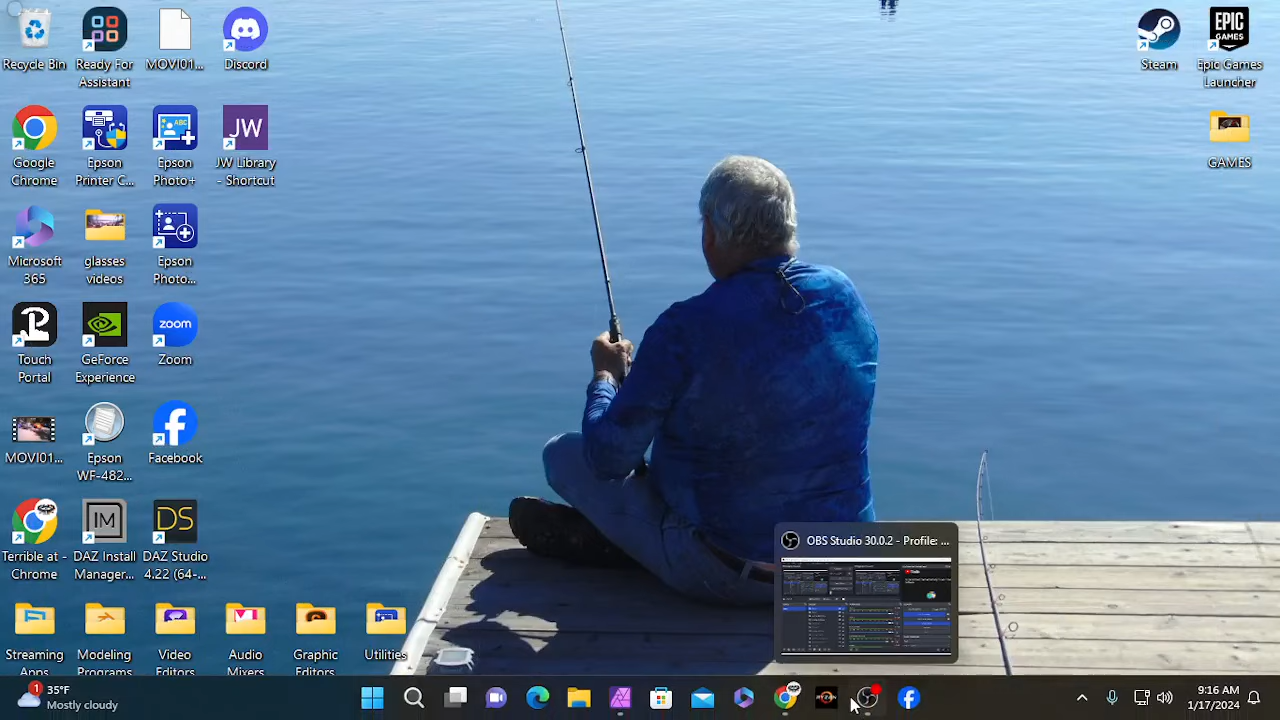 Recycle Bin
Ready For
Assistant
MOVI01...
Discord
Steam
EPIC
GAMES
Epic Games
Launcher
Google
Chrome
Epson
Printer C...
ABC
Epson
Photo+
JW
JW Library
- Shortcut
GAMES
Microsoft
365
glasses
videos
Epson
Photo...
Touch
Portal
GeForce
Experience
zoom
Zoom
MOVI01...
Epson
WF-482...
Facebook
Terrible at -
Chrome
IM
DAZ Install
Manage...
DS
DAZ Studio
4.22 (64-...
OBS Studio 30.0.2 - Profile: ...
Streaming
Apps
Modeling
Program...
Video
Editors
Audio
Mixers
Graphic
Editors
Utilities
1
35°F
Mostly cloudy
RYZEN
9:16 AM
1/17/2024